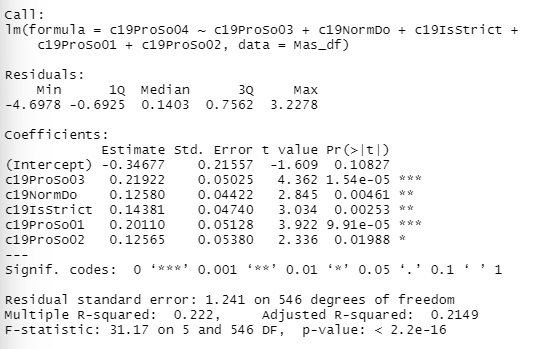 Call:
lm(formula = c19ProSo04 ~ c19ProSo03 + c19NormDo + c19IsStrict +
    c19ProSo01 + c19ProSo02, data = Mas_df)
Residuals:
    Min      1Q  Median      3Q     Max
-4.6978 -0.6925  0.1403  0.7562  3.2278
Coefficients:
            Estimate Std. Error t value Pr(>|t|)
(Intercept) -0.34677    0.21557  -1.609  0.10827
c19ProSo03   0.21922    0.05025   4.362 1.54e-05 ***
c19NormDo    0.12580    0.04422   2.845  0.00461 **
c19IsStrict  0.14381    0.04740   3.034  0.00253 **
c19ProSo01   0.20110    0.05128   3.922 9.91e-05 ***
c19ProSo02   0.12565    0.05380   2.336  0.01988 *
---
Signif. codes:  0 ‘***’ 0.001 ‘**’ 0.01 ‘*’ 0.05 ‘.’ 0.1 ‘ ’ 1
Residual standard error: 1.241 on 546 degrees of freedom
Multiple R-squared:  0.222,     Adjusted R-squared:  0.2149
F-statistic: 31.17 on 5 and 546 DF,  p-value: < 2.2e-16